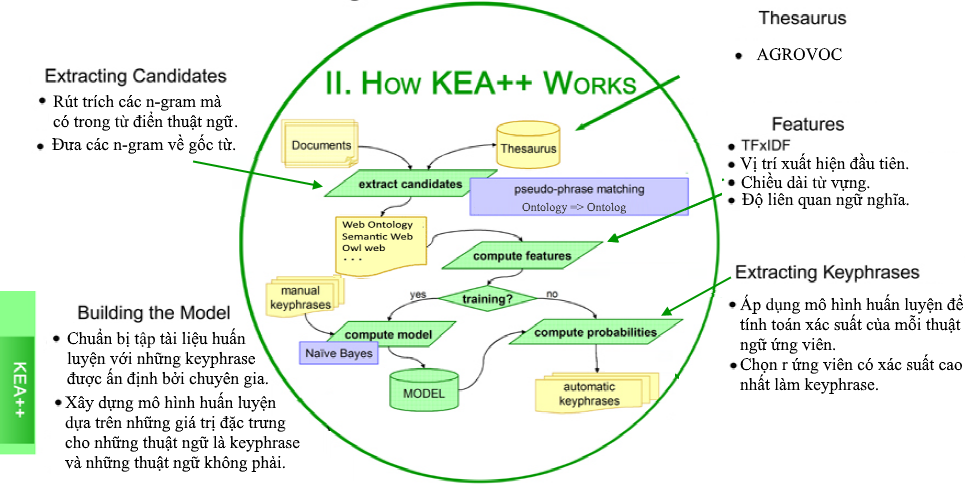 II. HOW KEA++ WORKS
Thesaurus
• AGROVOC
Extracting Candidates
• Rút trích các n-gram mà
có trong từ điển thuật ngữ.
• Đưa các n-gram về gốc từ.
Features
• TFxIDF
• Vị trí xuất hiện đầu tiên.
• Chiều dài từ vựng.
• Độ liên quan ngữ nghĩa.
Documents
Thesaurus
extract candidates
pseudo-phrase matching
Ontology => Ontolog
Web Ontology
Semantic Web
Owl web
. . .
compute features
manual
keyphrases
yes
training?
no
compute model
compute probabilities
Naïve Bayes
MODEL
automatic
keyphrases
Extracting Keyphrases
• Áp dụng mô hình huấn luyện để
tính toán xác suất của mỗi thuật
ngữ ứng viên.
• Chọn r ứng viên có xác suất cao
nhất làm keyphrase.
Building the Model
• Chuẩn bị tập tài liệu huấn
luyện với những keyphrase
được ấn định bởi chuyên gia.
• Xây dựng mô hình huấn luyện
dựa trên những giá trị đặc trưng
cho những thuật ngữ là keyphrase
và những thuật ngữ không phải.
KEA++